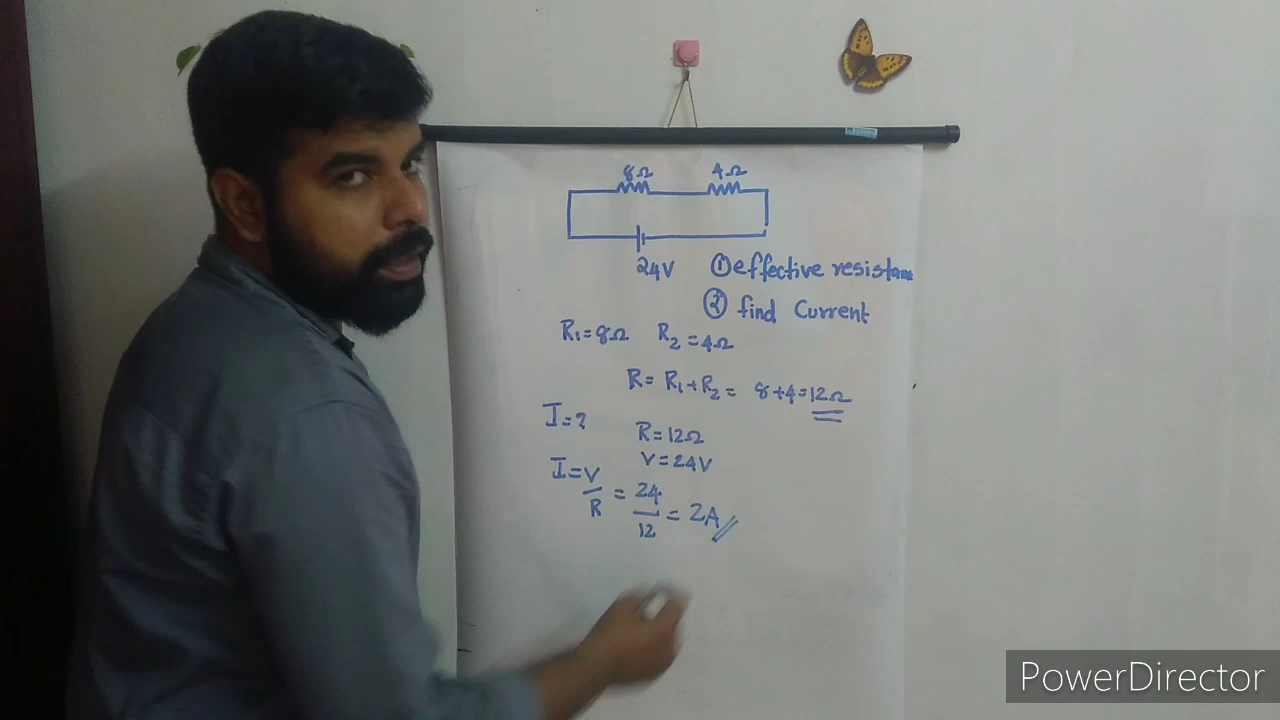 8Ω 4Ω
24V
① effective resistan
② find Current
R1=8Ω R2=4Ω
R= R1+R2= 8+4=12Ω
I=?
R=12Ω
V=24V
I=V/R = 24/12 = 2A//
PowerDirector